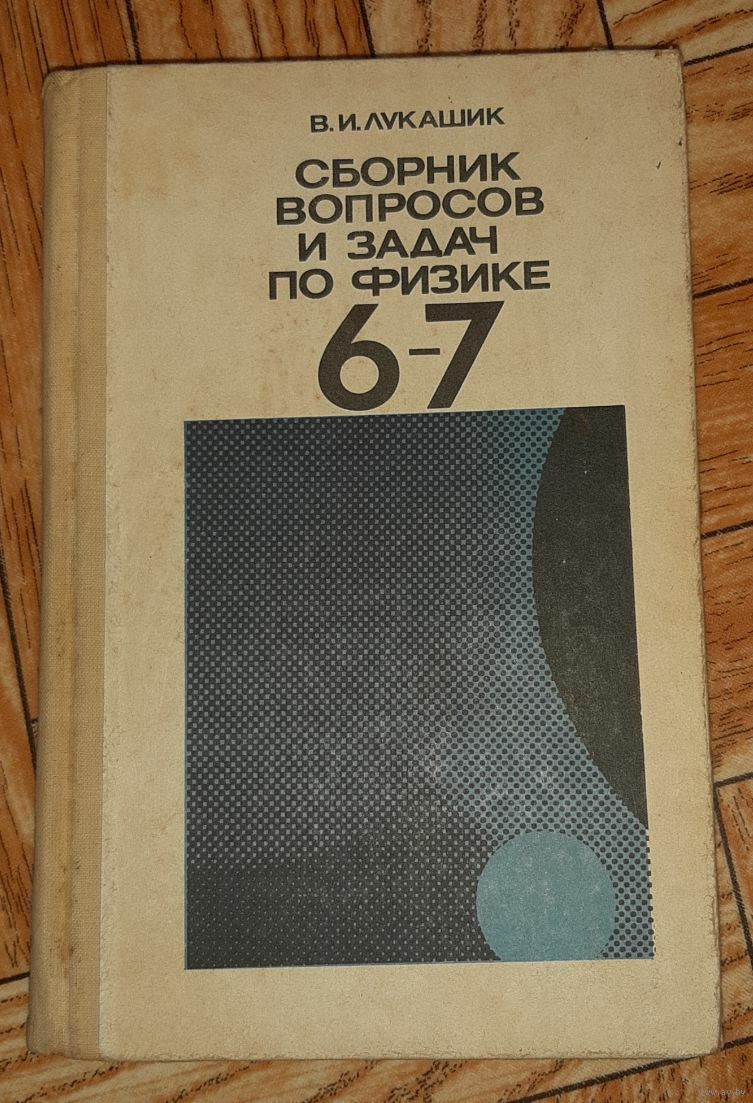 В. И. ЛУКАШИК
СБОРНИК
ВОПРОСОВ
И ЗАДАЧ
ПО ФИЗИКЕ
6-7